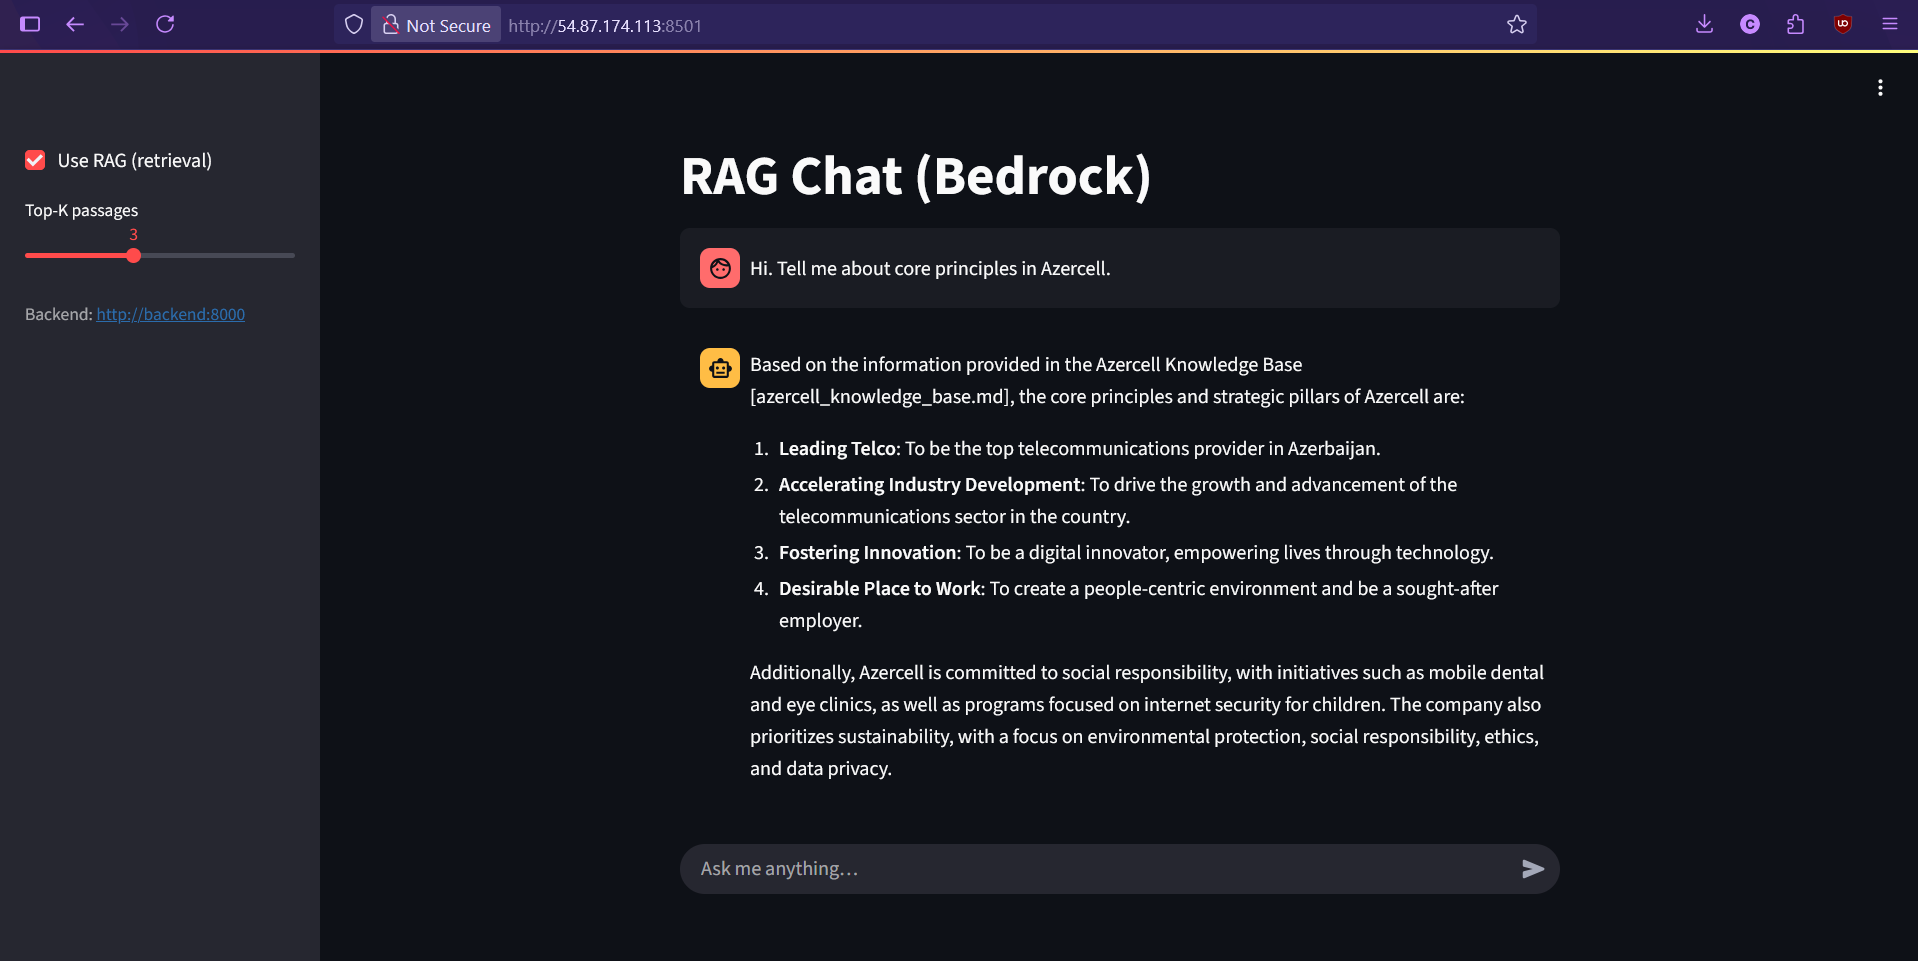 Not Secure http://54.87.174.113:8501
Use RAG (retrieval)
Top-K passages
3
Backend: http://backend:8000
RAG Chat (Bedrock)
Hi. Tell me about core principles in Azercell.
Based on the information provided in the Azercell Knowledge Base
[azercell_knowledge_base.md], the core principles and strategic pillars of Azercell are:
1. Leading Telco: To be the top telecommunications provider in Azerbaijan.
2. Accelerating Industry Development: To drive the growth and advancement of the
telecommunications sector in the country.
3. Fostering Innovation: To be a digital innovator, empowering lives through technology.
4. Desirable Place to Work: To create a people-centric environment and be a sought-after
employer.
Additionally, Azercell is committed to social responsibility, with initiatives such as mobile dental
and eye clinics, as well as programs focused on internet security for children. The company also
prioritizes sustainability, with a focus on environmental protection, social responsibility, ethics,
and data privacy.
Ask me anything…